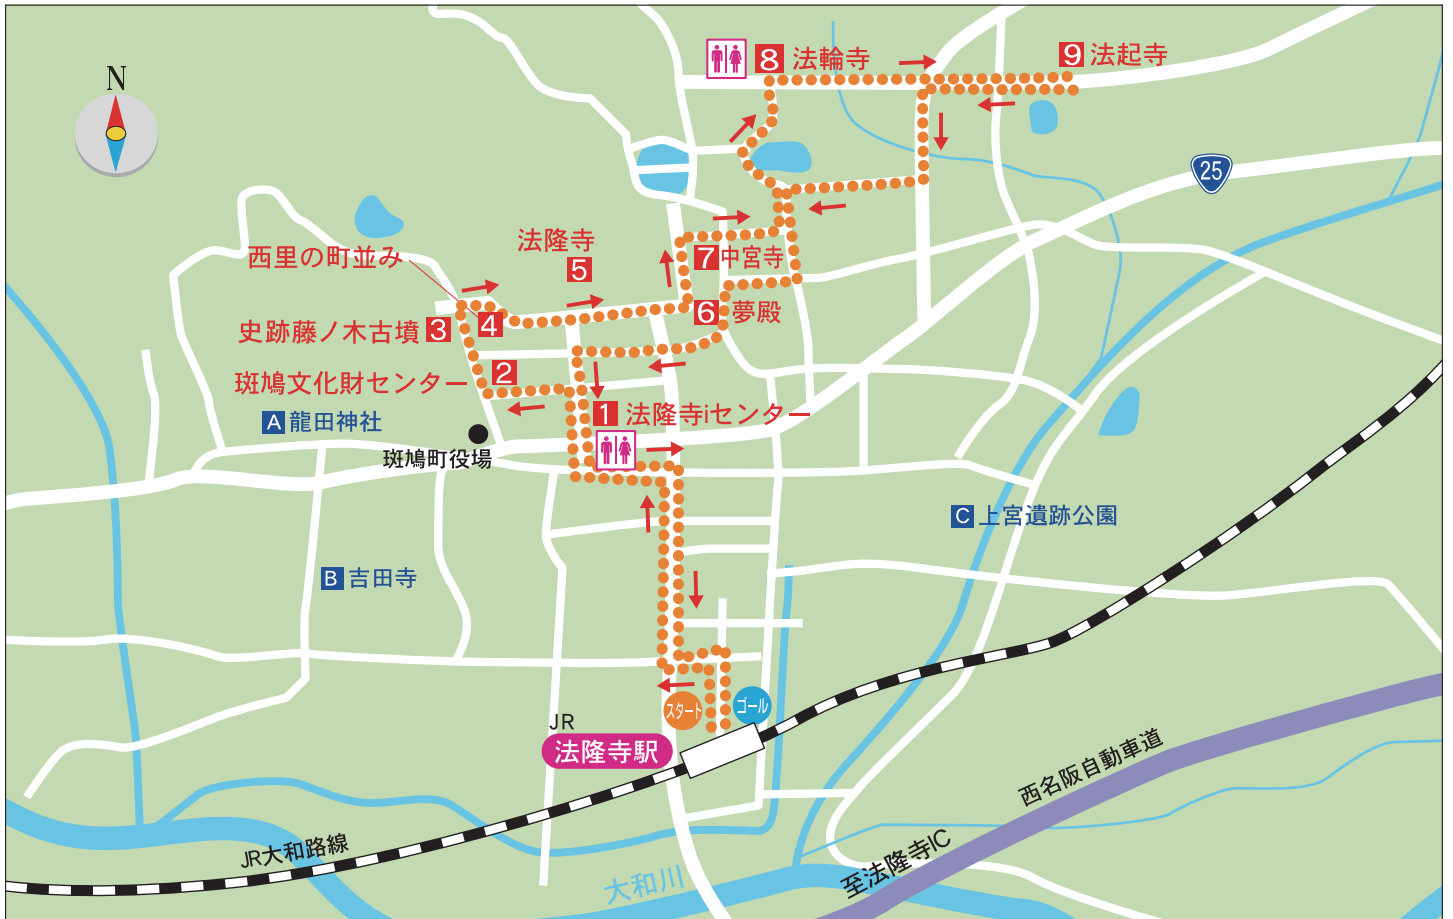 N
8 法輪寺
9 法起寺
25
法隆寺
5
西里の町並み
7 中宮寺
6 夢殿
史跡藤ノ木古墳 3
4
斑鳩文化財センター
2
1 法隆寺iセンター
A 龍田神社
斑鳩町役場
C 上宮遺跡公園
B 吉田寺
スタート
ゴール
JR
法隆寺駅
西名阪自動車道
JR大和路線
至法隆寺IC
大和川